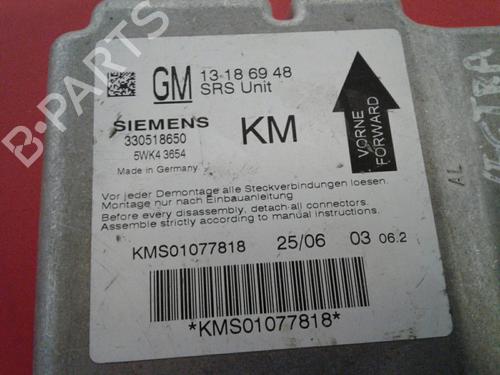 B-PARTS
GM 13 18 69 48
SRS Unit
SIEMENS
KM
330518650
5WK4 3654
Made in Germany
VORNE
FORWARD
Vor jeder Demontage alle Steckverbindungen loesen.
Montage nur nach Einbauanleitung
Before every disassembly, detach all connectors.
Assemble strictly according to manual instructions.
KMS01077818 25/06 03 06.2
*KMS01077818*
AL